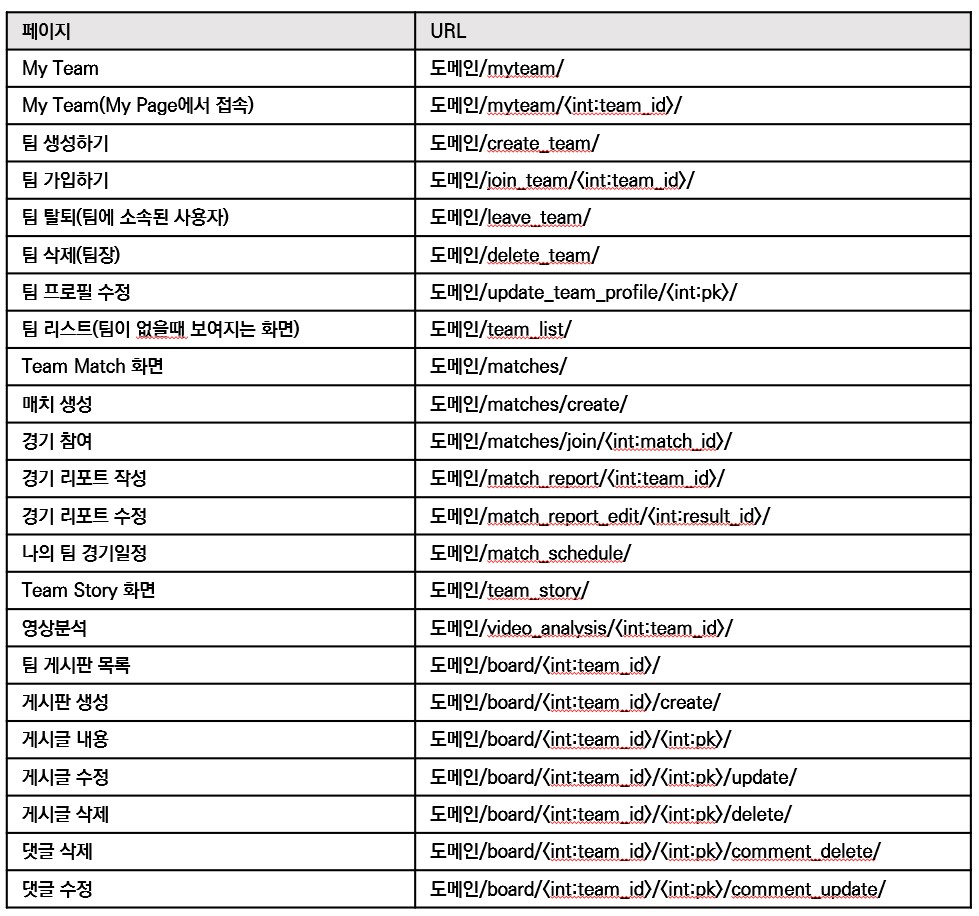 페이지 URL
My Team 도메인/myteam/
My Team(My Page에서 접속) 도메인/myteam/<int:team_id>/
팀 생성하기 도메인/create_team/
팀 가입하기 도메인/join_team/<int:team_id>/
팀 탈퇴(팀에 소속된 사용자) 도메인/leave_team/
팀 삭제(팀장) 도메인/delete_team/
팀 프로필 수정 도메인/update_team_profile/<int:pk>/
팀 리스트(팀이 없을때 보여지는 화면) 도메인/team_list/
Team Match 화면 도메인/matches/
매치 생성 도메인/matches/create/
경기 참여 도메인/matches/join/<int:match_id>/
경기 리포트 작성 도메인/match_report/<int:team_id>/
경기 리포트 수정 도메인/match_report_edit/<int:result_id>/
나의 팀 경기일정 도메인/match_schedule/
Team Story 화면 도메인/team_story/
영상분석 도메인/video_analysis/<int:team_id>/
팀 게시판 목록 도메인/board/<int:team_id>/
게시판 생성 도메인/board/<int:team_id>/create/
게시글 내용 도메인/board/<int:team_id>/<int:pk>/
게시글 수정 도메인/board/<int:team_id>/<int:pk>/update/
게시글 삭제 도메인/board/<int:team_id>/<int:pk>/delete/
댓글 삭제 도메인/board/<int:team_id>/<int:pk>/comment_delete/
댓글 수정 도메인/board/<int:team_id>/<int:pk>/comment_update/